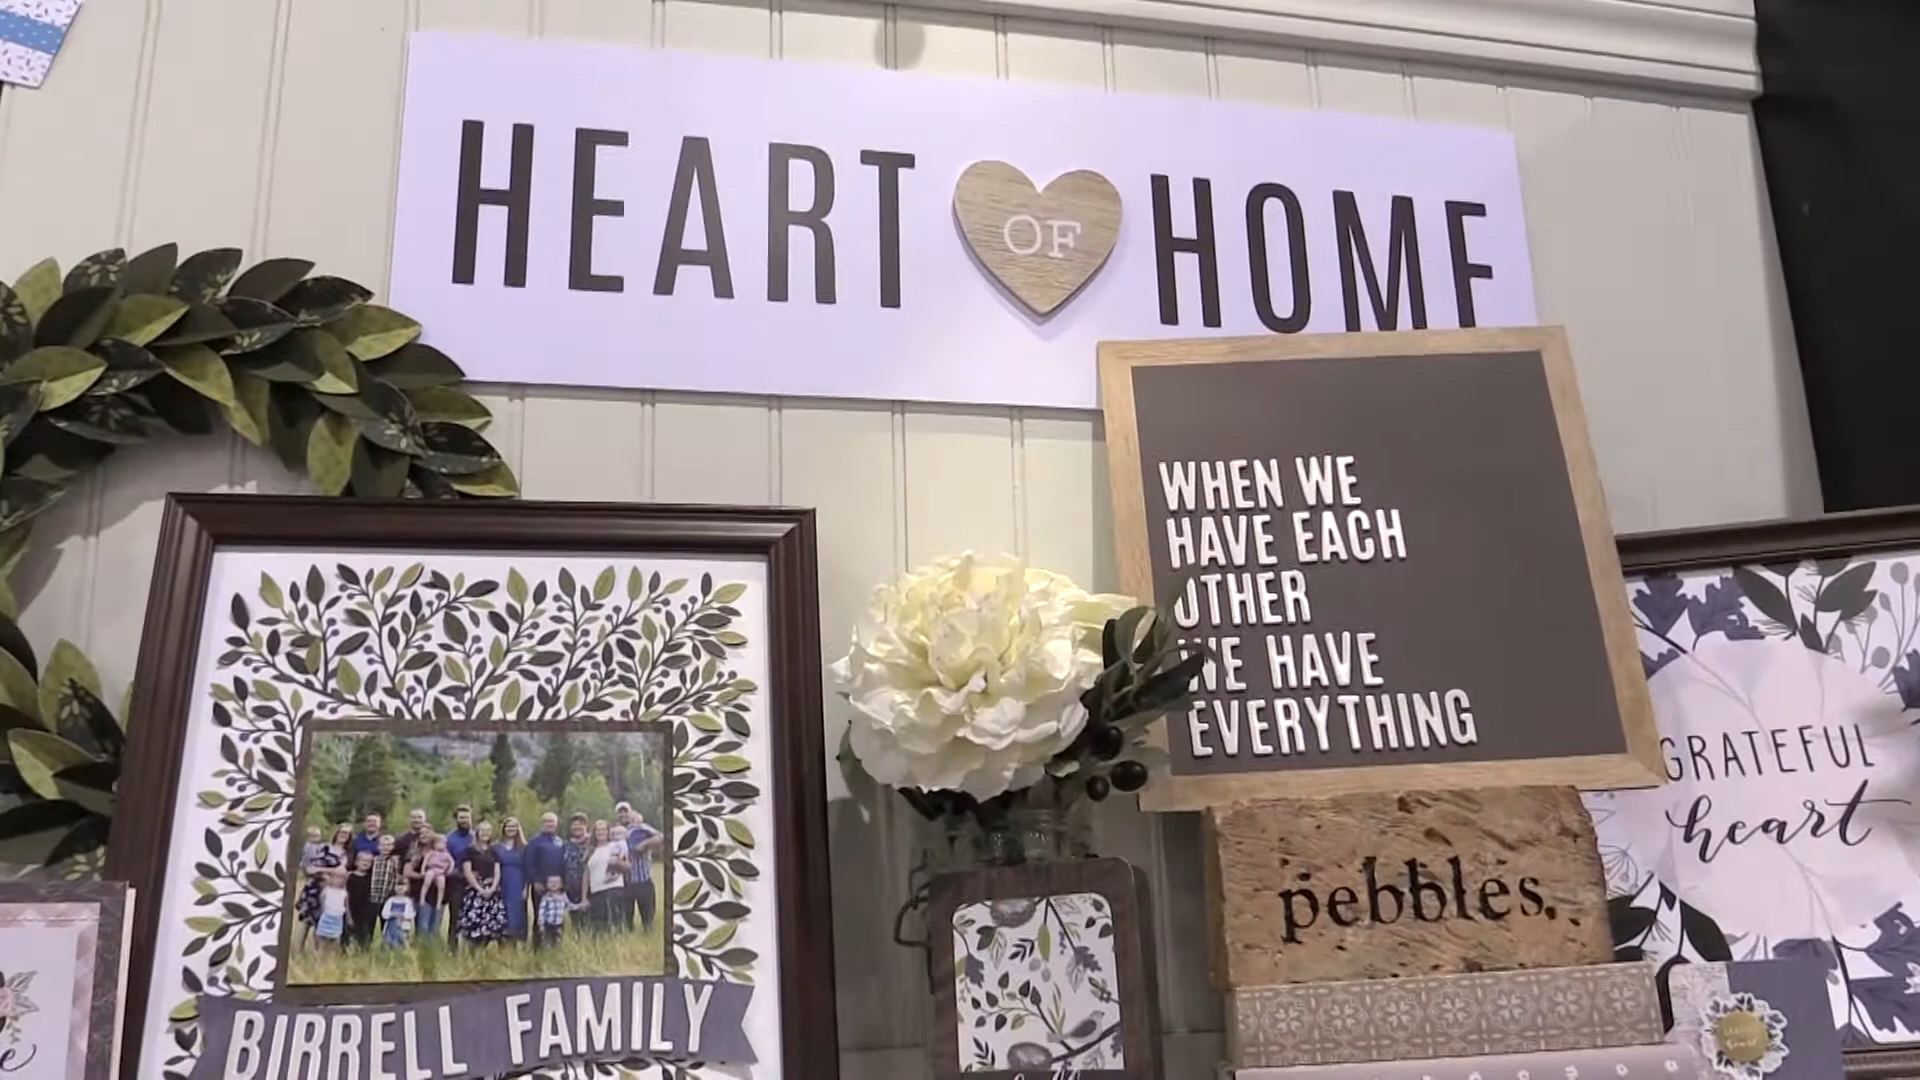 HEART OF HOME
WHEN WE
HAVE EACH
OTHER
WE HAVE
EVERYTHING
GRATEFUL
heart
pebbles.
BIRRELL FAMILY